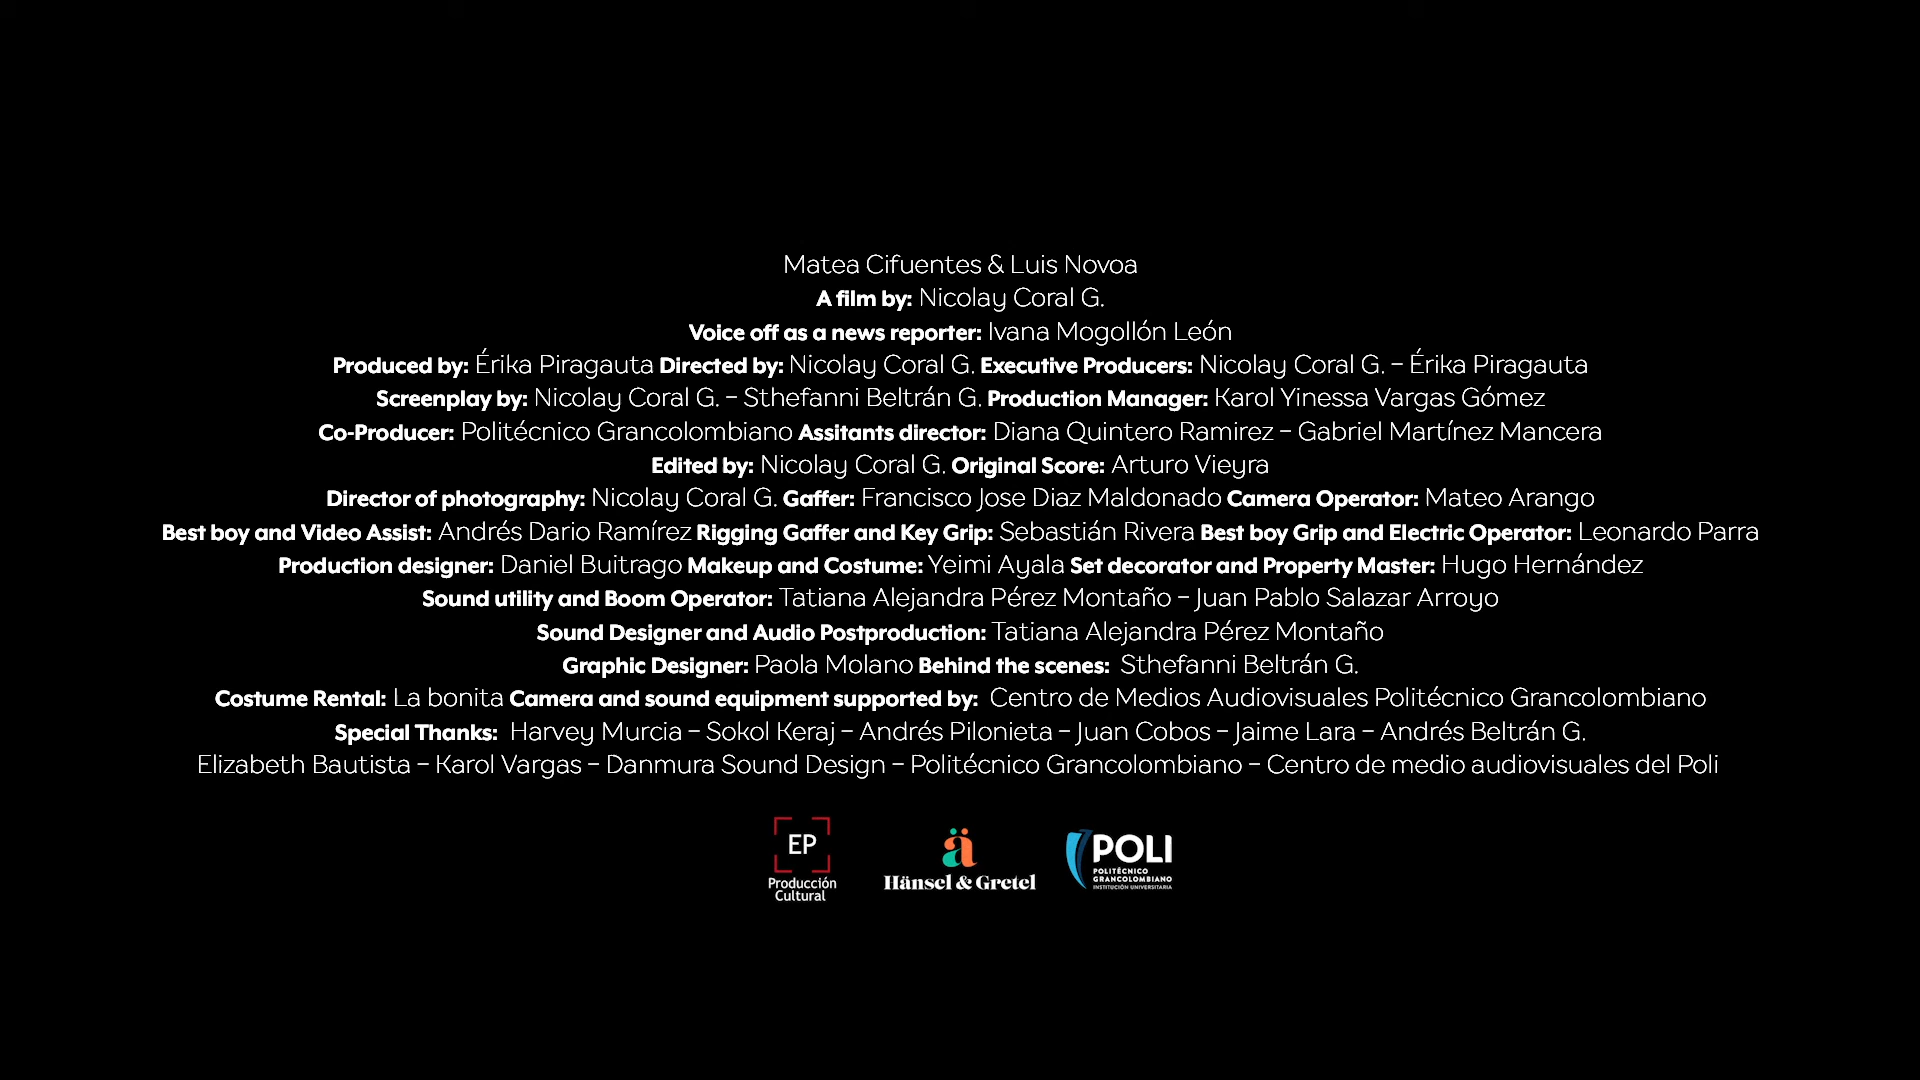 Matea Cifuentes & Luis Novoa
A film by: Nicolay Coral G.
Voice off as a news reporter: Ivana Mogollón León
Produced by: Érika Piragauta Directed by: Nicolay Coral G. Executive Producers: Nicolay Coral G. – Érika Piragauta
Screenplay by: Nicolay Coral G. – Sthefanni Beltrán G. Production Manager: Karol Yinessa Vargas Gómez
Co-Producer: Politécnico Grancolombiano Assitants director: Diana Quintero Ramirez – Gabriel Martínez Mancera
Edited by: Nicolay Coral G. Original Score: Arturo Vieyra
Director of photography: Nicolay Coral G. Gaffer: Francisco Jose Diaz Maldonado Camera Operator: Mateo Arango
Best boy and Video Assist: Andrés Dario Ramírez Rigging Gaffer and Key Grip: Sebastián Rivera Best boy Grip and Electric Operator: Leonardo Parra
Production designer: Daniel Buitrago Makeup and Costume: Yeimi Ayala Set decorator and Property Master: Hugo Hernández
Sound utility and Boom Operator: Tatiana Alejandra Pérez Montaño – Juan Pablo Salazar Arroyo
Sound Designer and Audio Postproduction: Tatiana Alejandra Pérez Montaño
Graphic Designer: Paola Molano Behind the scenes: Sthefanni Beltrán G.
Costume Rental: La bonita Camera and sound equipment supported by: Centro de Medios Audiovisuales Politécnico Grancolombiano
Special Thanks: Harvey Murcia – Sokol Keraj – Andrés Pilonieta – Juan Cobos – Jaime Lara – Andrés Beltrán G.
Elizabeth Bautista – Karol Vargas – Danmura Sound Design – Politécnico Grancolombiano – Centro de medio audiovisuales del Poli
EP
Producción
Cultural
ä
Hänsel & Gretel
POLI
POLITÉCNICO
GRANCOLOMBIANO
INSTITUCIÓN UNIVERSITARIA